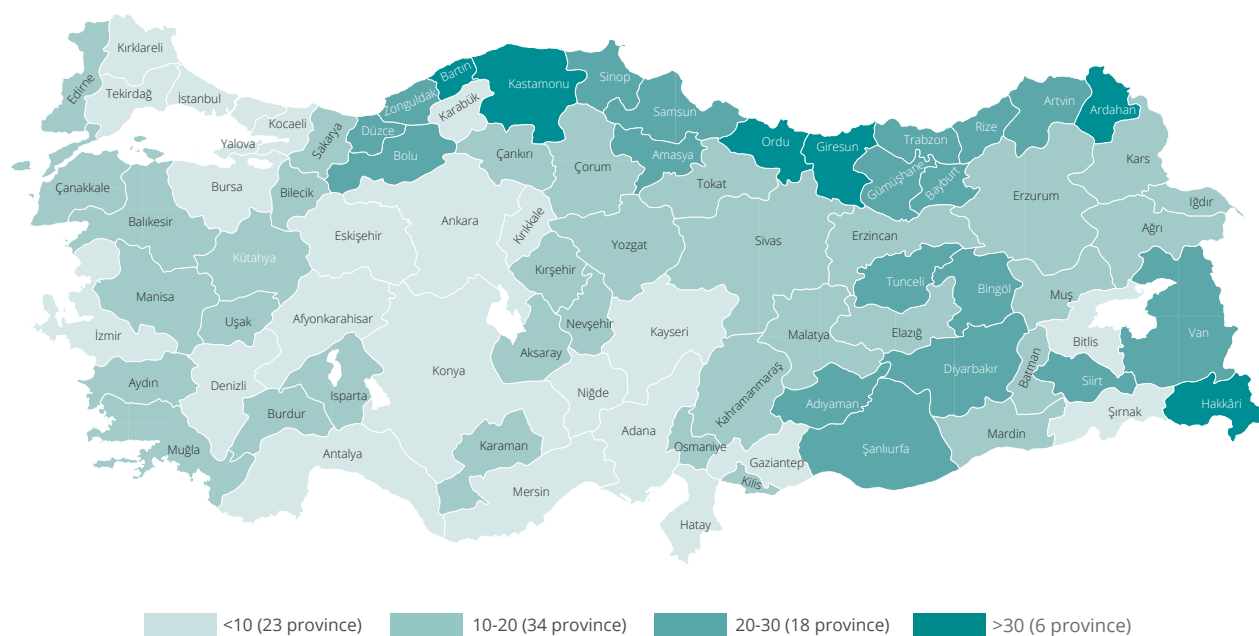 Kırklareli
Edirne
Tekirdağ
İstanbul
Kocaeli
Yalova
Sakarya
Düzce
Zonguldak
Bartın
Karabük
Kastamonu
Sinop
Samsun
Bolu
Çankırı
Çorum
Amasya
Ordu
Giresun
Trabzon
Rize
Artvin
Ardahan
Kars
Gümüşhane
Bayburt
Erzurum
Iğdır
Ağrı
Çanakkale
Bursa
Bilecik
Balıkesir
Eskişehir
Ankara
Kırıkkale
Tokat
Yozgat
Sivas
Erzincan
Kütahya
Kırşehir
Tunceli
Bingöl
Muş
Manisa
Uşak
Afyonkarahisar
Nevşehir
Kayseri
Malatya
Elazığ
Van
Bitlis
İzmir
Aksaray
Konya
Batman
Aydın
Denizli
Isparta
Niğde
Kahramanmaraş
Adıyaman
Diyarbakır
Siirt
Hakkâri
Şırnak
Burdur
Adana
Mardin
Muğla
Antalya
Karaman
Osmaniye
Şanlıurfa
Gaziantep
Kilis
Mersin
Hatay
<10 (23 province)
10-20 (34 province)
20-30 (18 province)
>30 (6 province)